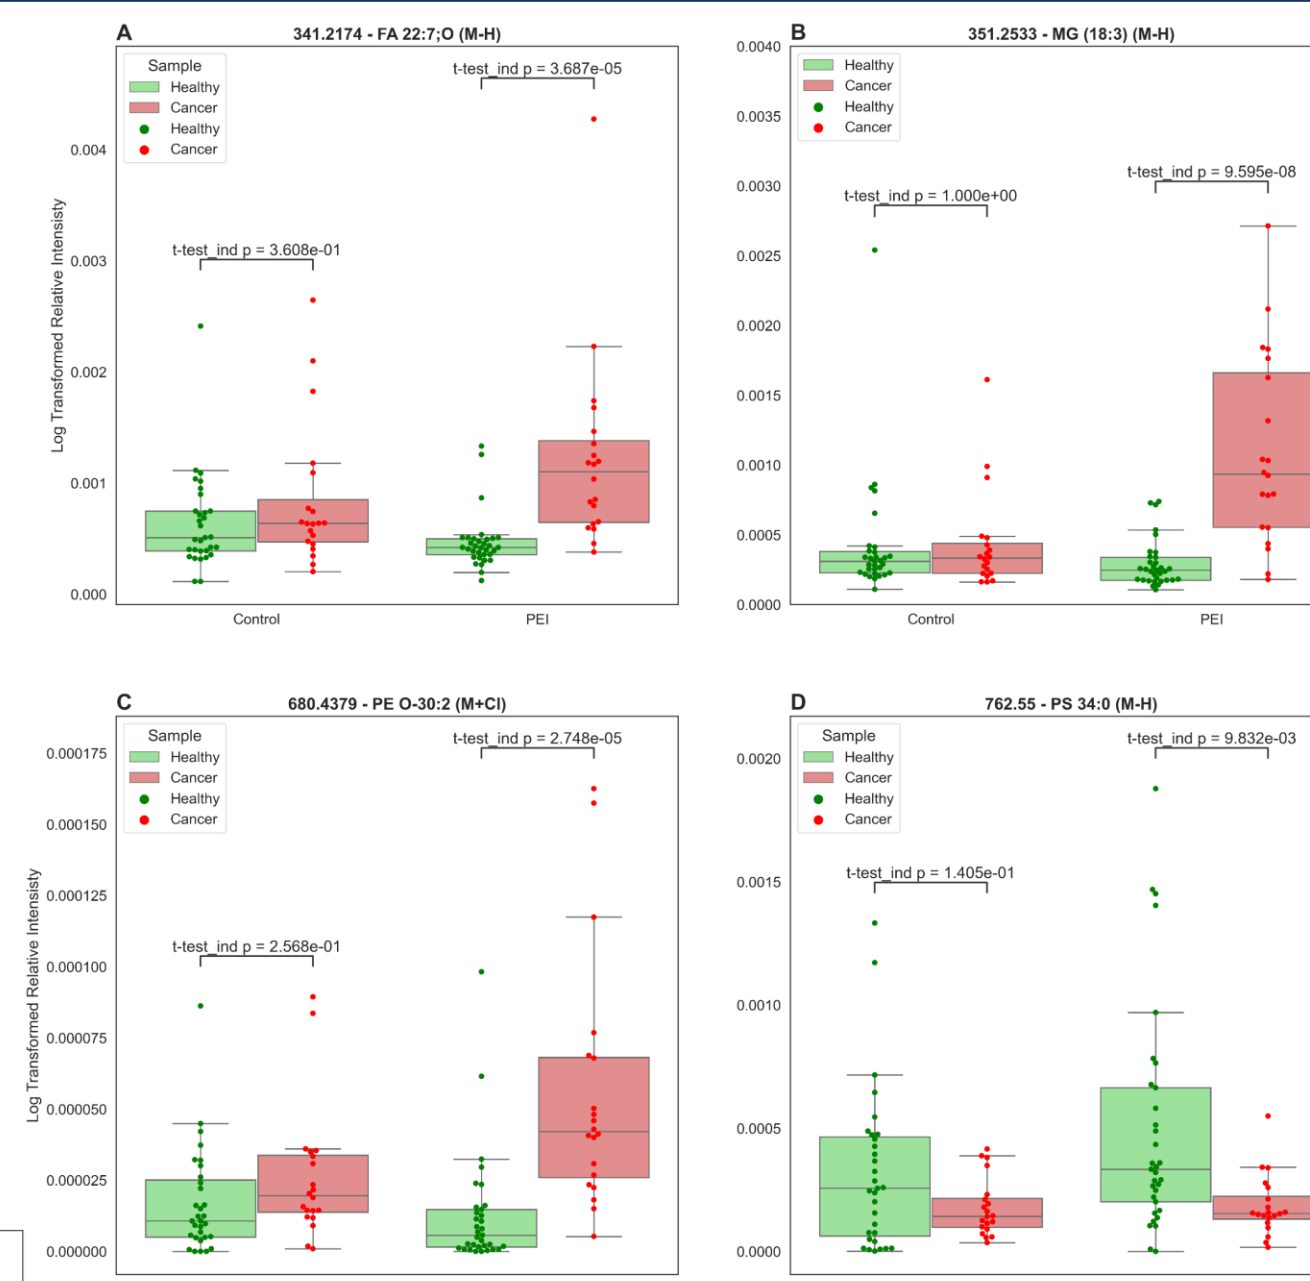 A
341.2174 - FA 22:7;O (M-H)
Sample
Healthy
Cancer
Healthy
Cancer
t-test_ind p = 3.687e-05
t-test_ind p = 3.608e-01
Log Transformed Relative Intensisty
0.004
0.003
0.002
0.001
0.000
Control
PEI
B
351.2533 - MG (18:3) (M-H)
Healthy
Cancer
Healthy
Cancer
t-test_ind p = 1.000e+00
t-test_ind p = 9.595e-08
0.0040
0.0035
0.0030
0.0025
0.0020
0.0015
0.0010
0.0005
0.0000
Control
PEI
C
680.4379 - PE O-30:2 (M+Cl)
Sample
Healthy
Cancer
Healthy
Cancer
t-test_ind p = 2.748e-05
t-test_ind p = 2.568e-01
Log Transformed Relative Intensisty
0.000175
0.000150
0.000125
0.000100
0.000075
0.000050
0.000025
0.000000
D
762.55 - PS 34:0 (M-H)
Sample
Healthy
Cancer
Healthy
Cancer
t-test_ind p = 9.832e-03
t-test_ind p = 1.405e-01
0.0020
0.0015
0.0010
0.0005
0.0000